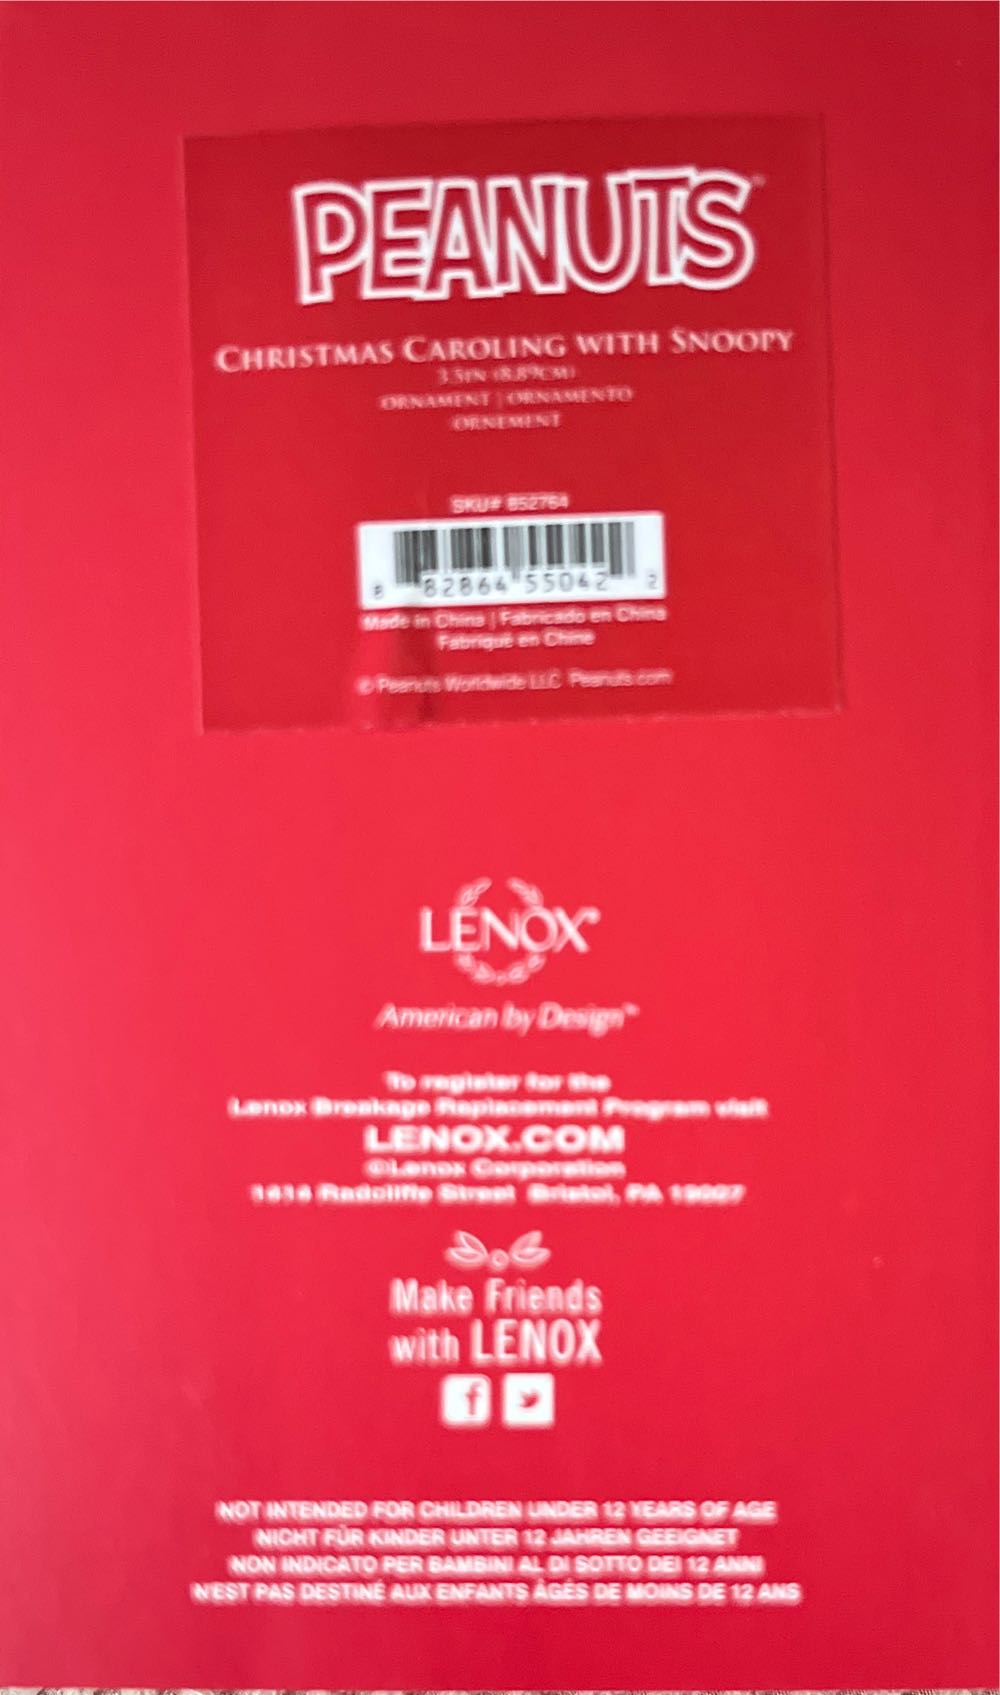 PEANUTS™
CHRISTMAS CAROLING WITH SNOOPY
3.5IN (8.89CM)
ORNAMENT | ORNAMENTO
ORNEMENT
SKU# 852764
8 82864 55042 2
Made in China | Fabricado en China
Fabriqué en Chine
© Peanuts Worldwide LLC Peanuts.com
LENOX®
American by Design™
To register for the
Lenox Breakage Replacement Program visit
LENOX.COM
©Lenox Corporation
1414 Radcliffe Street Bristol, PA 19007
Make Friends
with LENOX
f
NOT INTENDED FOR CHILDREN UNDER 12 YEARS OF AGE
NICHT FÜR KINDER UNTER 12 JAHREN GEEIGNET
NON INDICATO PER BAMBINI AL DI SOTTO DEI 12 ANNI
N'EST PAS DESTINÉ AUX ENFANTS ÂGÉS DE MOINS DE 12 ANS